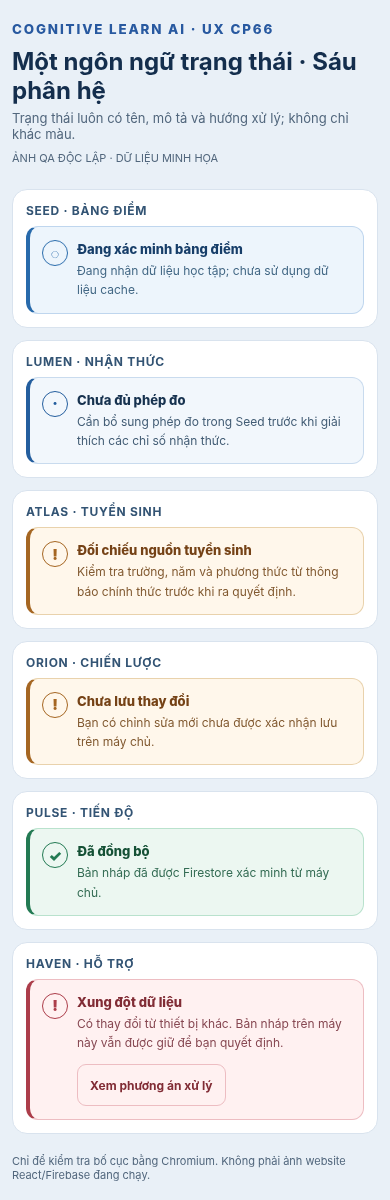 COGNITIVE LEARN AI · UX CP66
Một ngôn ngữ trạng thái · Sáu
phân hệ
Trạng thái luôn có tên, mô tả và hướng xử lý; không chỉ
khác màu.
ẢNH QA ĐỘC LẬP · DỮ LIỆU MINH HỌA
SEED · BẢNG ĐIỂM
Đang xác minh bảng điểm
Đang nhận dữ liệu học tập; chưa sử dụng dữ
liệu cache.
LUMEN · NHẬN THỨC
Chưa đủ phép đo
Cần bổ sung phép đo trong Seed trước khi giải
thích các chỉ số nhận thức.
ATLAS · TUYỂN SINH
!
Đối chiếu nguồn tuyển sinh
Kiểm tra trường, năm và phương thức từ thông
báo chính thức trước khi ra quyết định.
ORION · CHIẾN LƯỢC
!
Chưa lưu thay đổi
Bạn có chỉnh sửa mới chưa được xác nhận lưu
trên máy chủ.
PULSE · TIẾN ĐỘ
✓
Đã đồng bộ
Bản nháp đã được Firestore xác minh từ máy
chủ.
HAVEN · HỖ TRỢ
!
Xung đột dữ liệu
Có thay đổi từ thiết bị khác. Bản nháp trên máy
này vẫn được giữ để bạn quyết định.
Xem phương án xử lý
Chỉ để kiểm tra bố cục bằng Chromium. Không phải ảnh website
React/Firebase đang chạy.